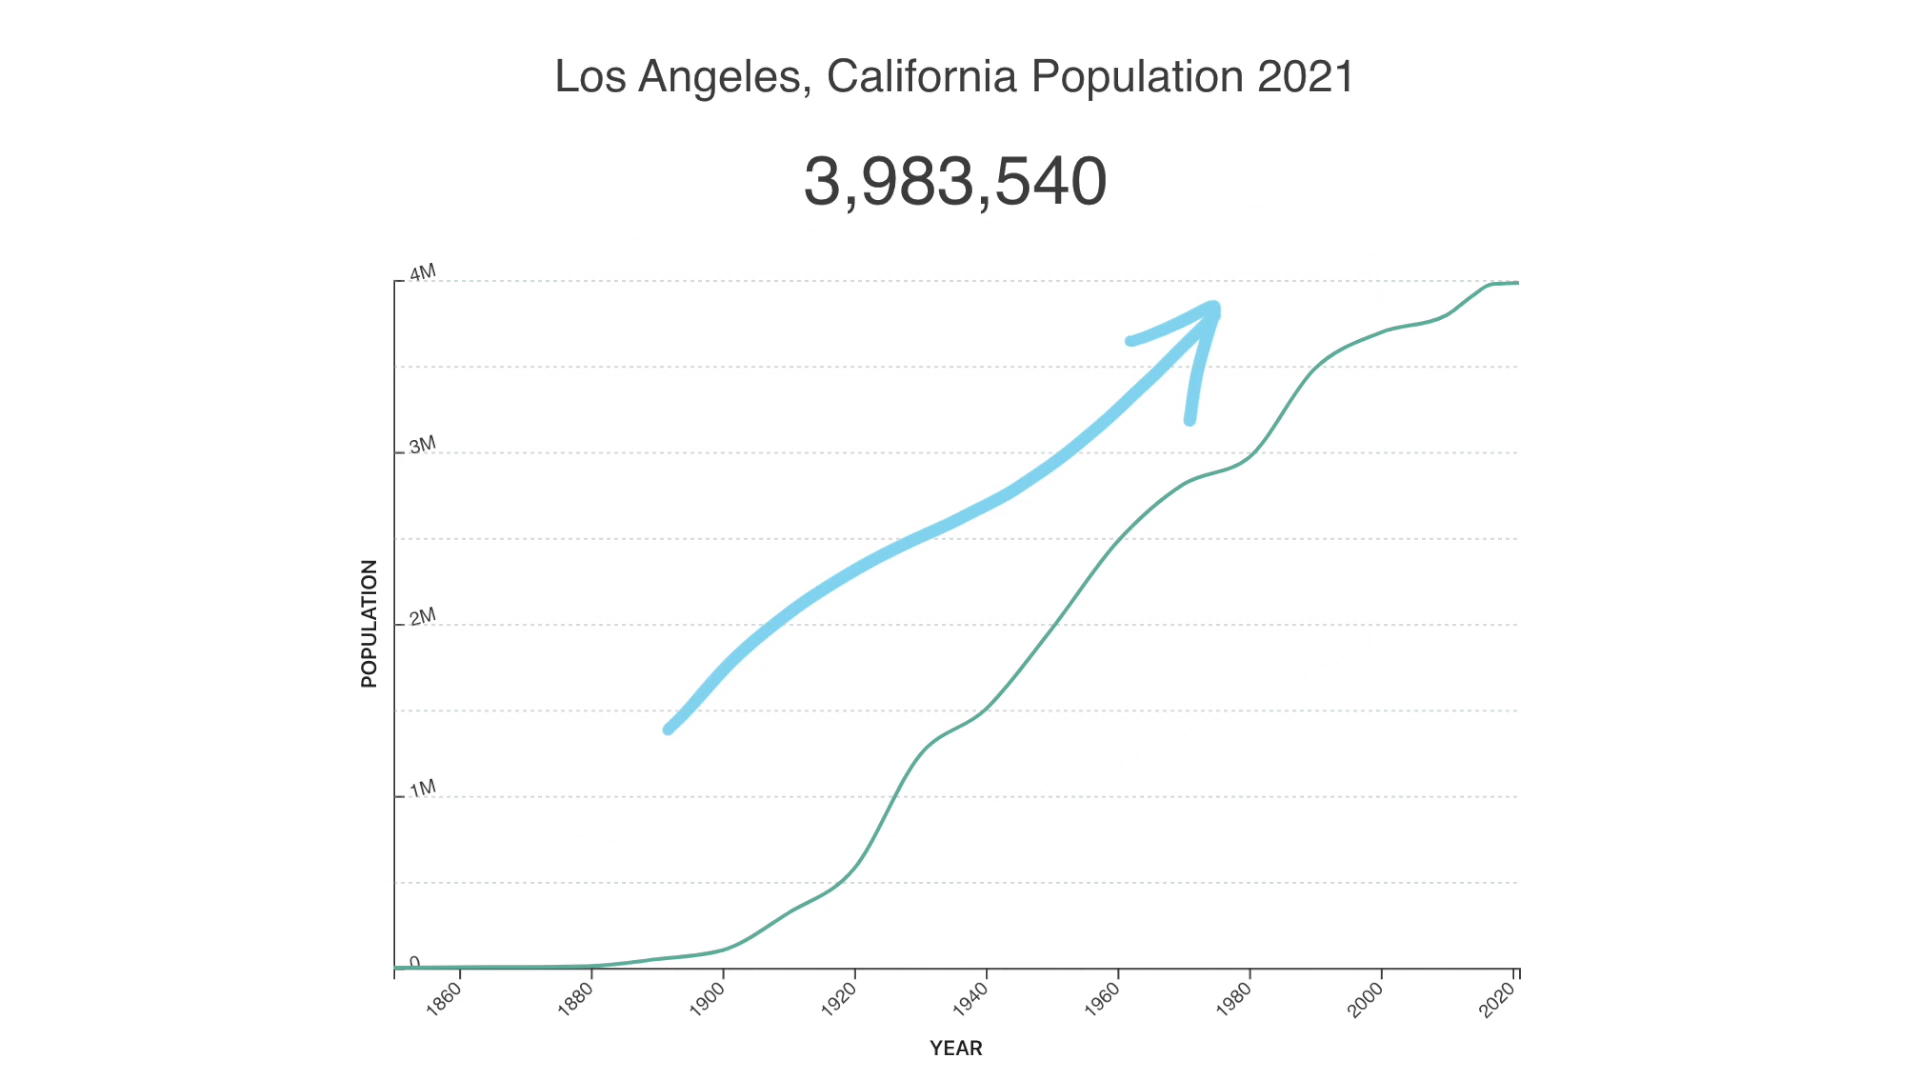 Los Angeles, California Population 2021
3,983,540
4M
3M
2M
1M
0
POPULATION
1860 1880 1900 1920 1940 1960 1980 2000 2020
YEAR